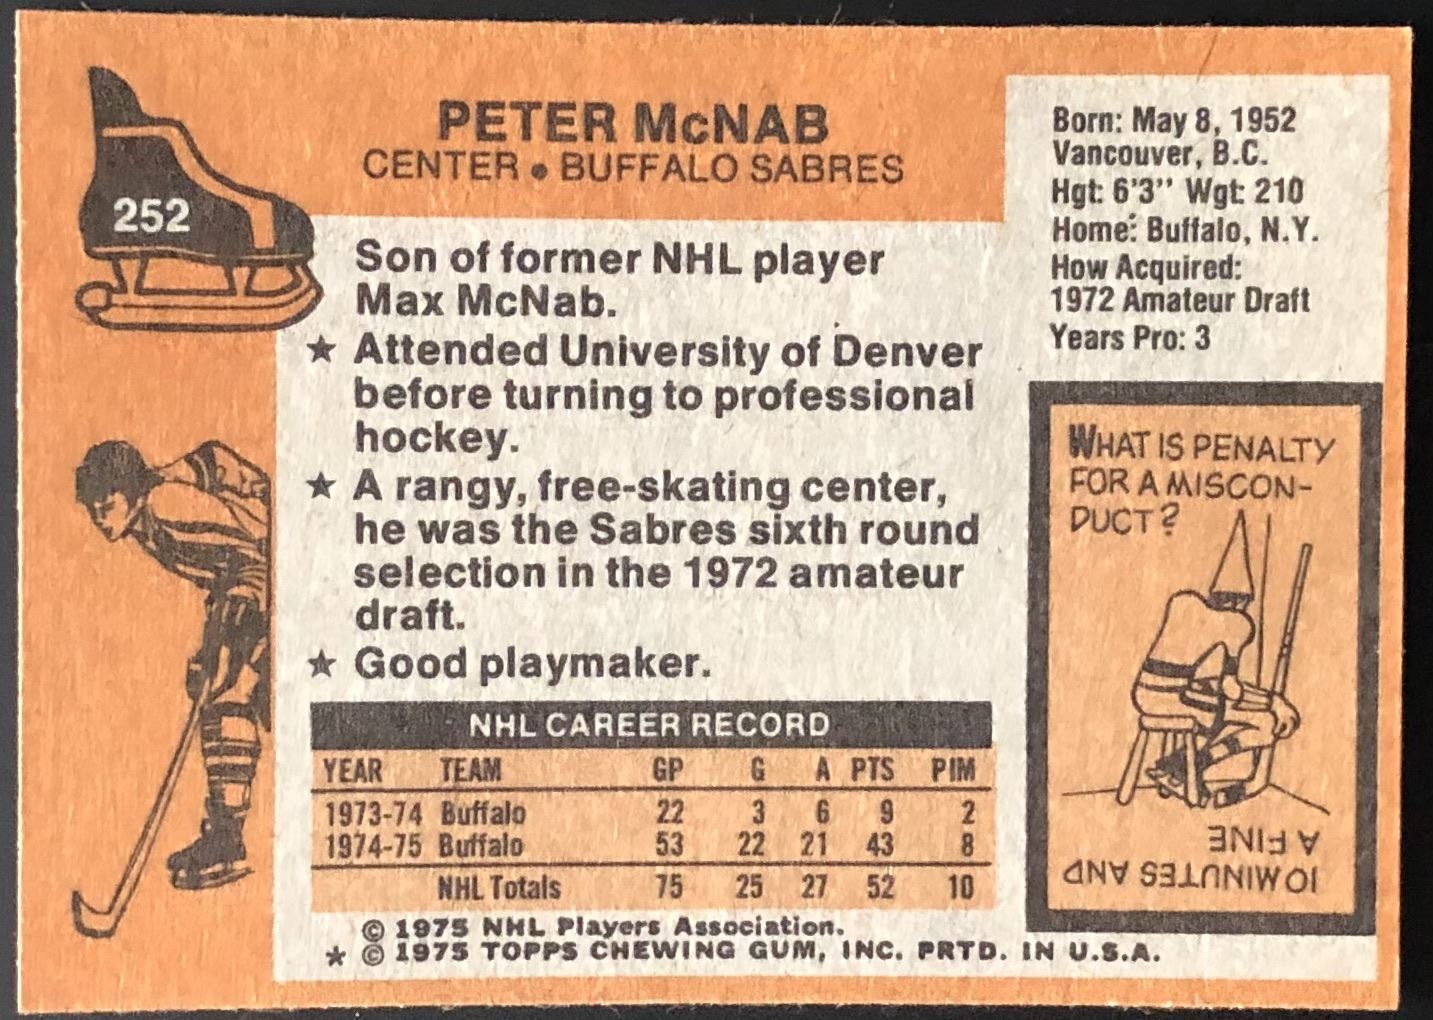 PETER McNAB
CENTER • BUFFALO SABRES
252
Son of former NHL player
Max McNab.
★ Attended University of Denver
before turning to professional
hockey.
★ A rangy, free-skating center,
he was the Sabres sixth round
selection in the 1972 amateur
draft.
★ Good playmaker.
Born: May 8, 1952
Vancouver, B.C.
Hgt: 6'3" Wgt: 210
Home: Buffalo, N.Y.
How Acquired:
1972 Amateur Draft
Years Pro: 3
WHAT IS PENALTY
FOR A MISCON-
DUCT?
10 MINUTES AND
A FINE
NHL CAREER RECORD
YEAR TEAM GP G A PTS PIM
1973-74 Buffalo 22 3 6 9 2
1974-75 Buffalo 53 22 21 43 8
NHL Totals 75 25 27 52 10
© 1975 NHL Players Association.
★ © 1975 TOPPS CHEWING GUM, INC. PRTD. IN U.S.A.